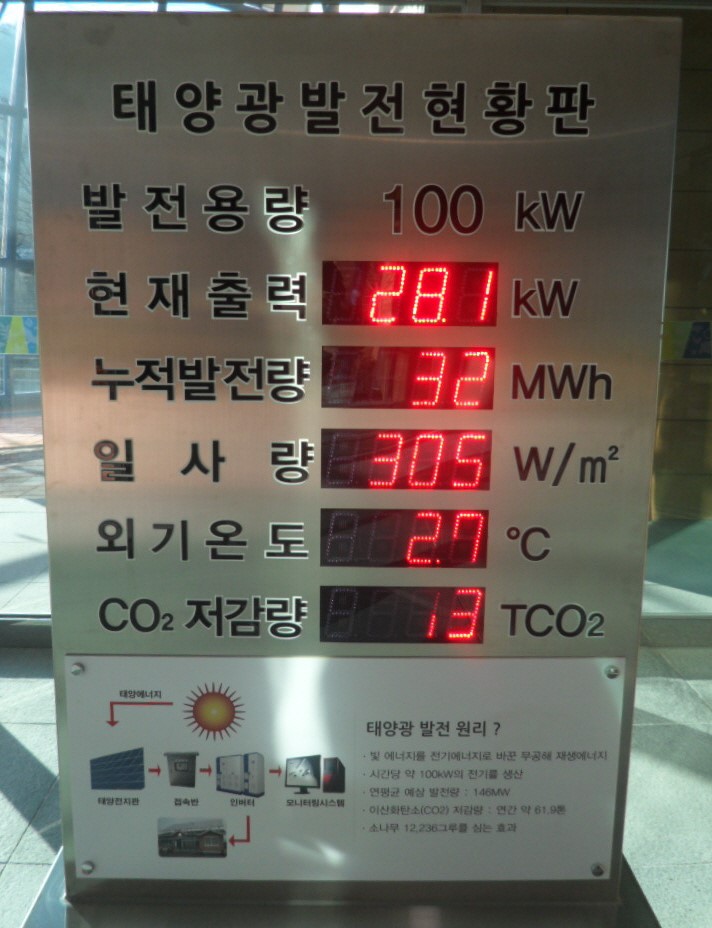 태양광발전현황판
발전용량 100 kW
현재출력 28.1 kW
누적발전량 32 MWh
일사량 305 W/m²
외기온도 2.7 ℃
CO₂ 저감량 13 TCO₂
태양에너지
태양전지판 접속반 인버터 모니터링시스템
태양광 발전 원리 ?
· 빛 에너지를 전기에너지로 바꾼 무공해 재생에너지
· 시간당 약 100kW의 전기를 생산
· 연평균 예상 발전량 : 146MW
· 이산화탄소(CO2) 저감량 : 연간 약 61.9톤
· 소나무 12,236그루를 심는 효과